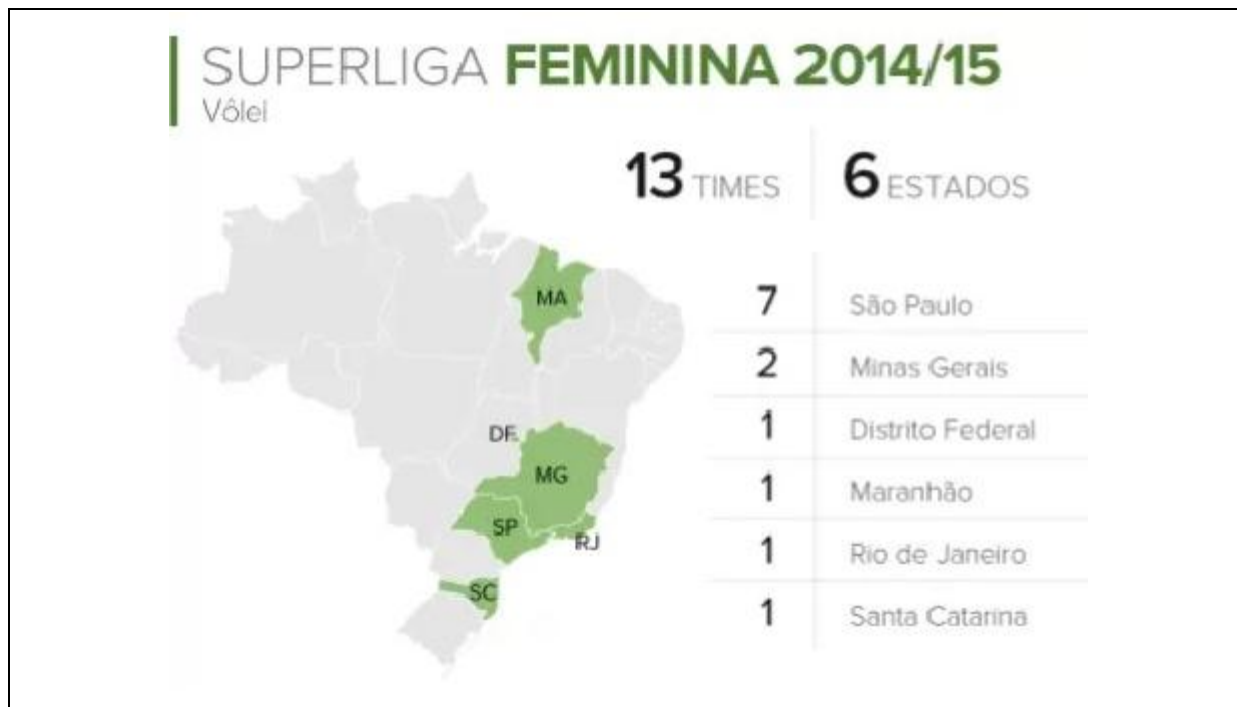 SUPERLIGA FEMININA 2014/15
Vôlei
13 TIMES
6 ESTADOS
MA
DF
MG
SP
RJ
SC
7 São Paulo
2 Minas Gerais
1 Distrito Federal
1 Maranhão
1 Rio de Janeiro
1 Santa Catarina